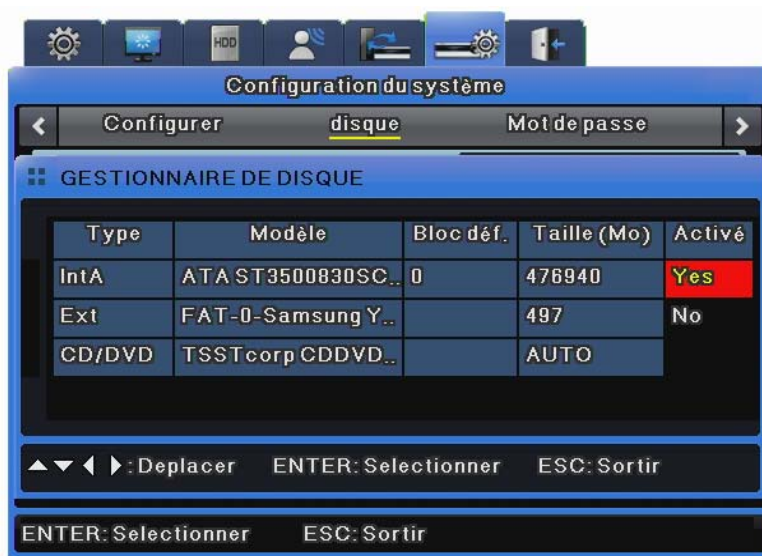 HDD
Configuration du système
Configurer disque Mot de passe
GESTIONNAIRE DE DISQUE
Type Modèle Bloc déf. Taille (Mo) Activé
IntA ATA ST3500830SC.. 0 476940 Yes
Ext FAT-0-Samsung Y.. 497 No
CD/DVD TSSTcorp CDDVD.. AUTO
:Deplacer ENTER: Selectionner ESC: Sortir
ENTER: Selectionner ESC: Sortir